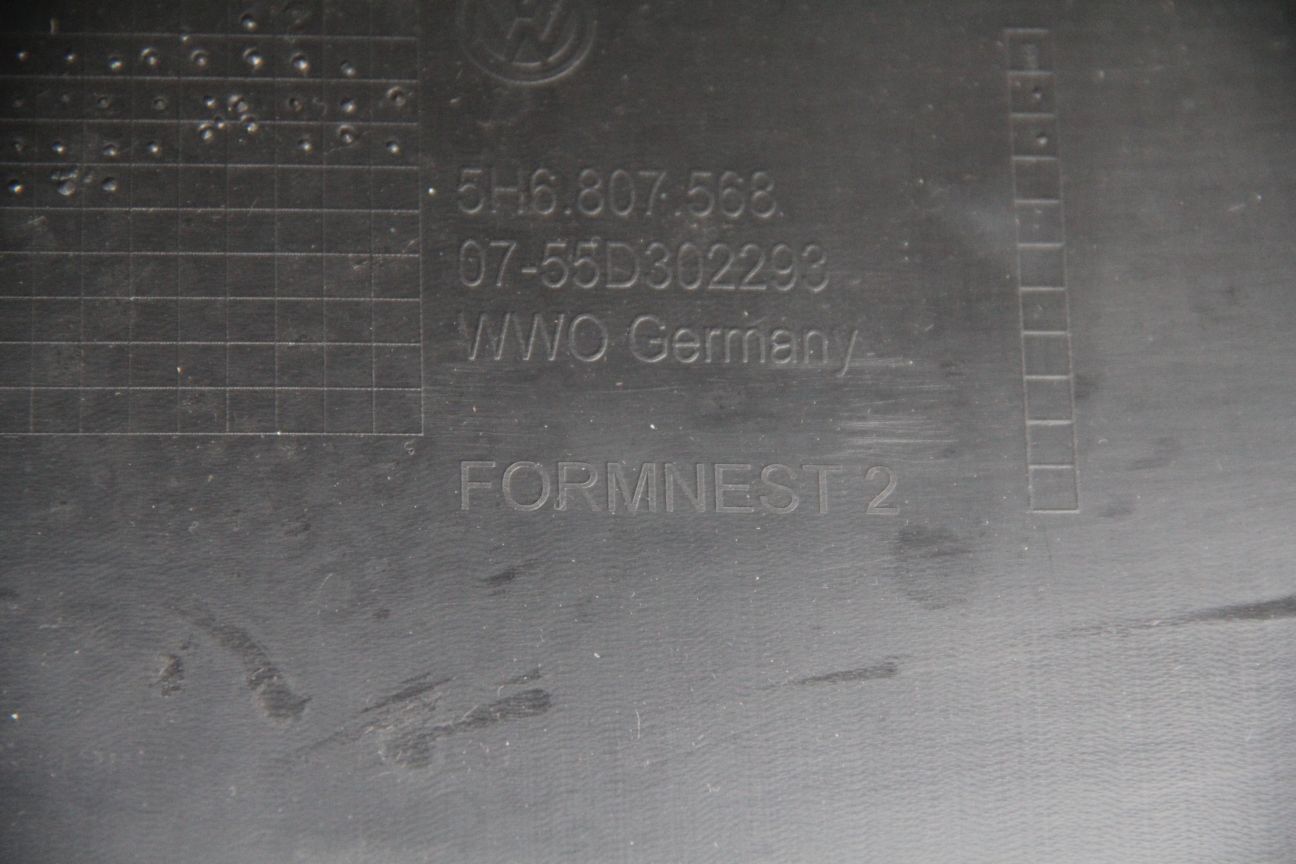 5H6.807.568
07-55D302293
WWO Germany
FORMNEST 2